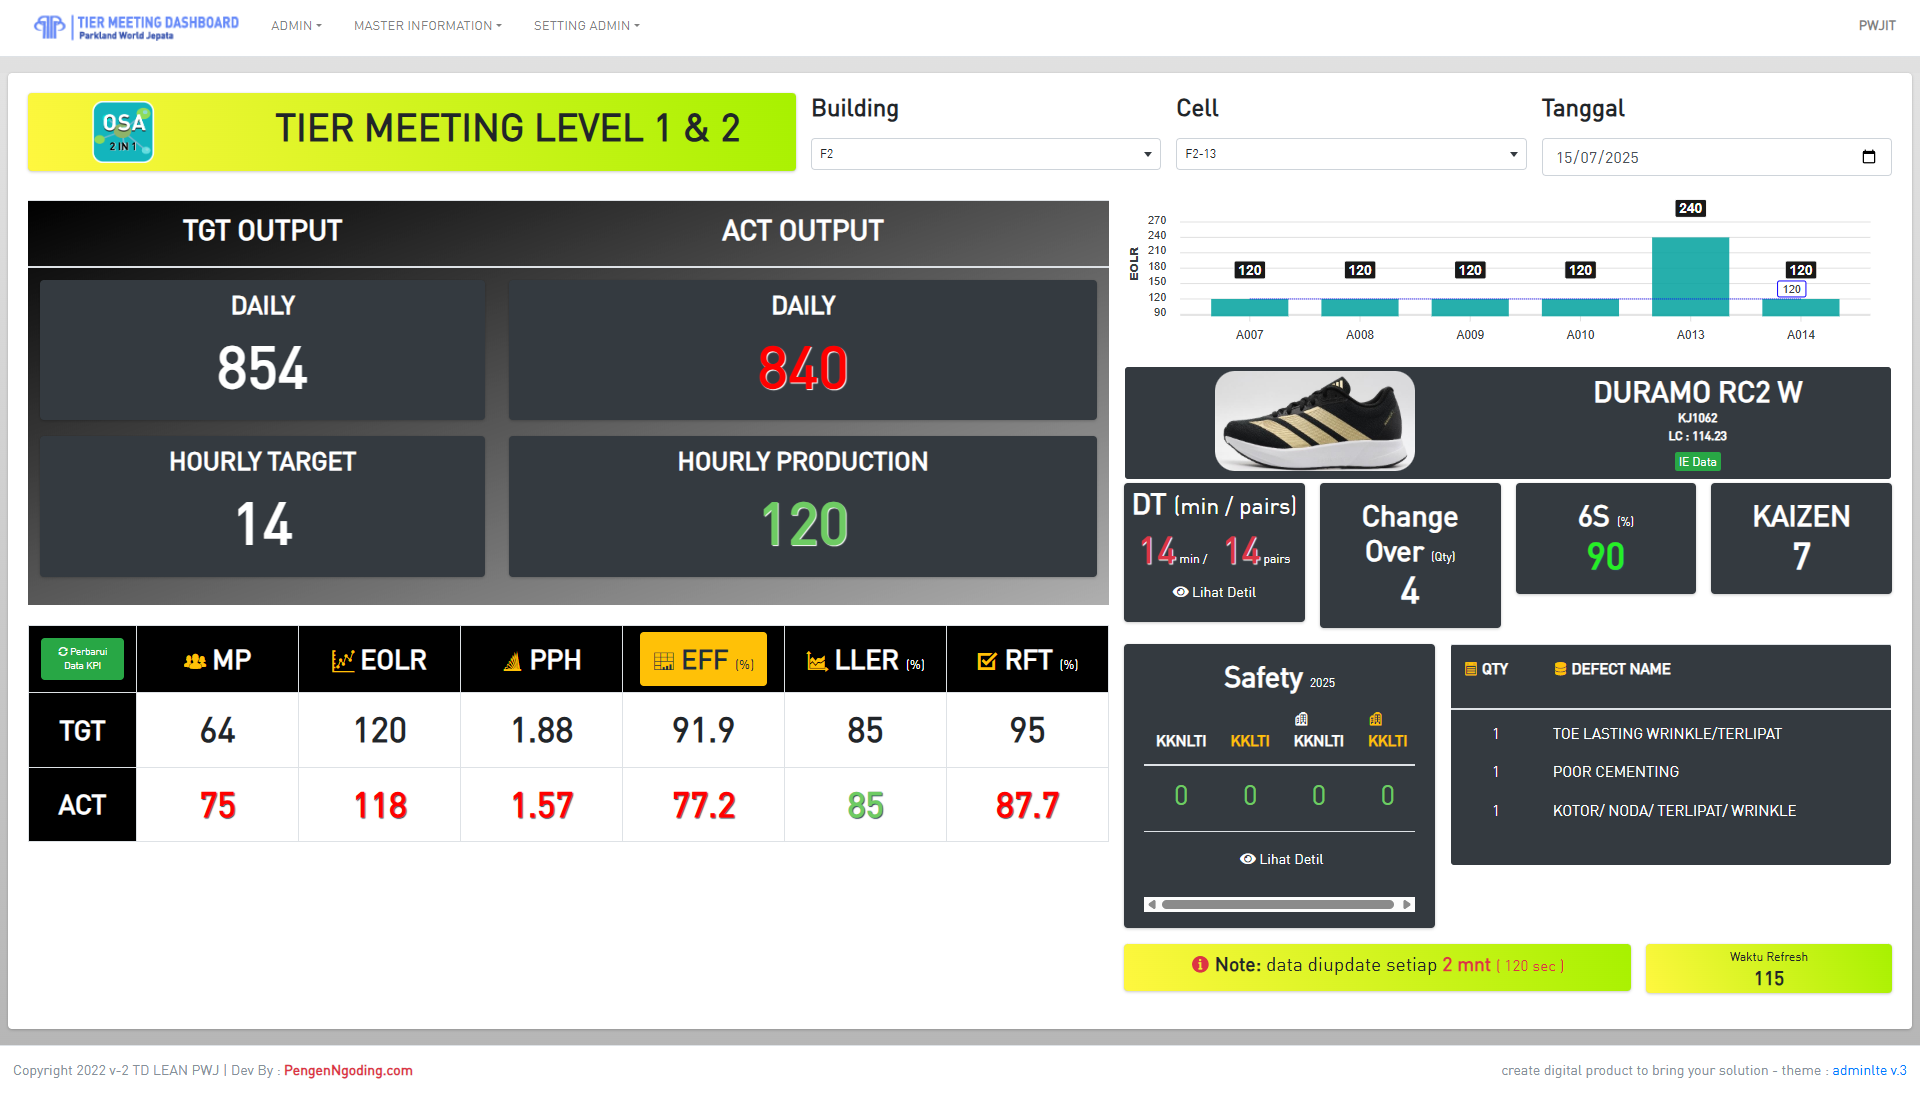 TIER MEETING DASHBOARD
Parkland World Jepata
ADMIN
MASTER INFORMATION
SETTING ADMIN
PWJIT
OSA
2 IN 1
TIER MEETING LEVEL 1 & 2
Building
F2
Cell
F2-13
Tanggal
15/07/2025
TGT OUTPUT
ACT OUTPUT
DAILY
854
DAILY
840
HOURLY TARGET
14
HOURLY PRODUCTION
120
EOLR
270
240
210
180
150
120
90
120
120
120
120
240
120
120
A007
A008
A009
A010
A013
A014
DURAMO RC2 W
KJ1062
LC : 114.23
IE Data
DT (min / pairs)
14 min / 14 pairs
Lihat Detil
Change
Over (Qty)
4
6S (%)
90
KAIZEN
7
Perbarui
Data KPI
MP
EOLR
PPH
EFF (%)
LLER (%)
RFT (%)
TGT
64
120
1.88
91.9
85
95
ACT
75
118
1.57
77.2
85
87.7
Safety 2025
KKNLTI
KKLTI
KKNLTI
KKLTI
0
0
0
0
Lihat Detil
QTY
DEFECT NAME
1 TOE LASTING WRINKLE/TERLIPAT
1 POOR CEMENTING
1 KOTOR/ NODA/ TERLIPAT/ WRINKLE
Note: data diupdate setiap 2 mnt ( 120 sec )
Waktu Refresh
115
Copyright 2022 v-2 TD LEAN PWJ | Dev By : PengenNgoding.com
create digital product to bring your solution - theme : adminlte v.3